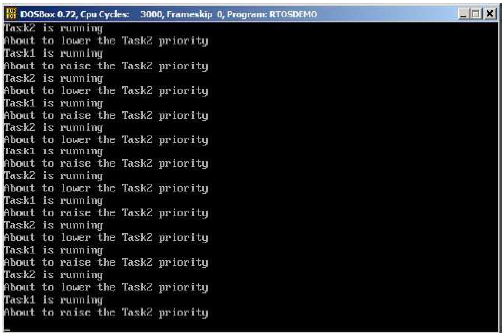 DOSBox 0.72, Cpu Cycles: 3000, Frameskip 0, Program: RTOSDEMO
Task2 is running
About to lower the Task2 priority
Task1 is running
About to raise the Task2 priority
Task2 is running
About to lower the Task2 priority
Task1 is running
About to raise the Task2 priority
Task2 is running
About to lower the Task2 priority
Task1 is running
About to raise the Task2 priority
Task2 is running
About to lower the Task2 priority
Task1 is running
About to raise the Task2 priority
Task2 is running
About to lower the Task2 priority
Task1 is running
About to raise the Task2 priority
Task2 is running
About to lower the Task2 priority
Task1 is running
About to raise the Task2 priority